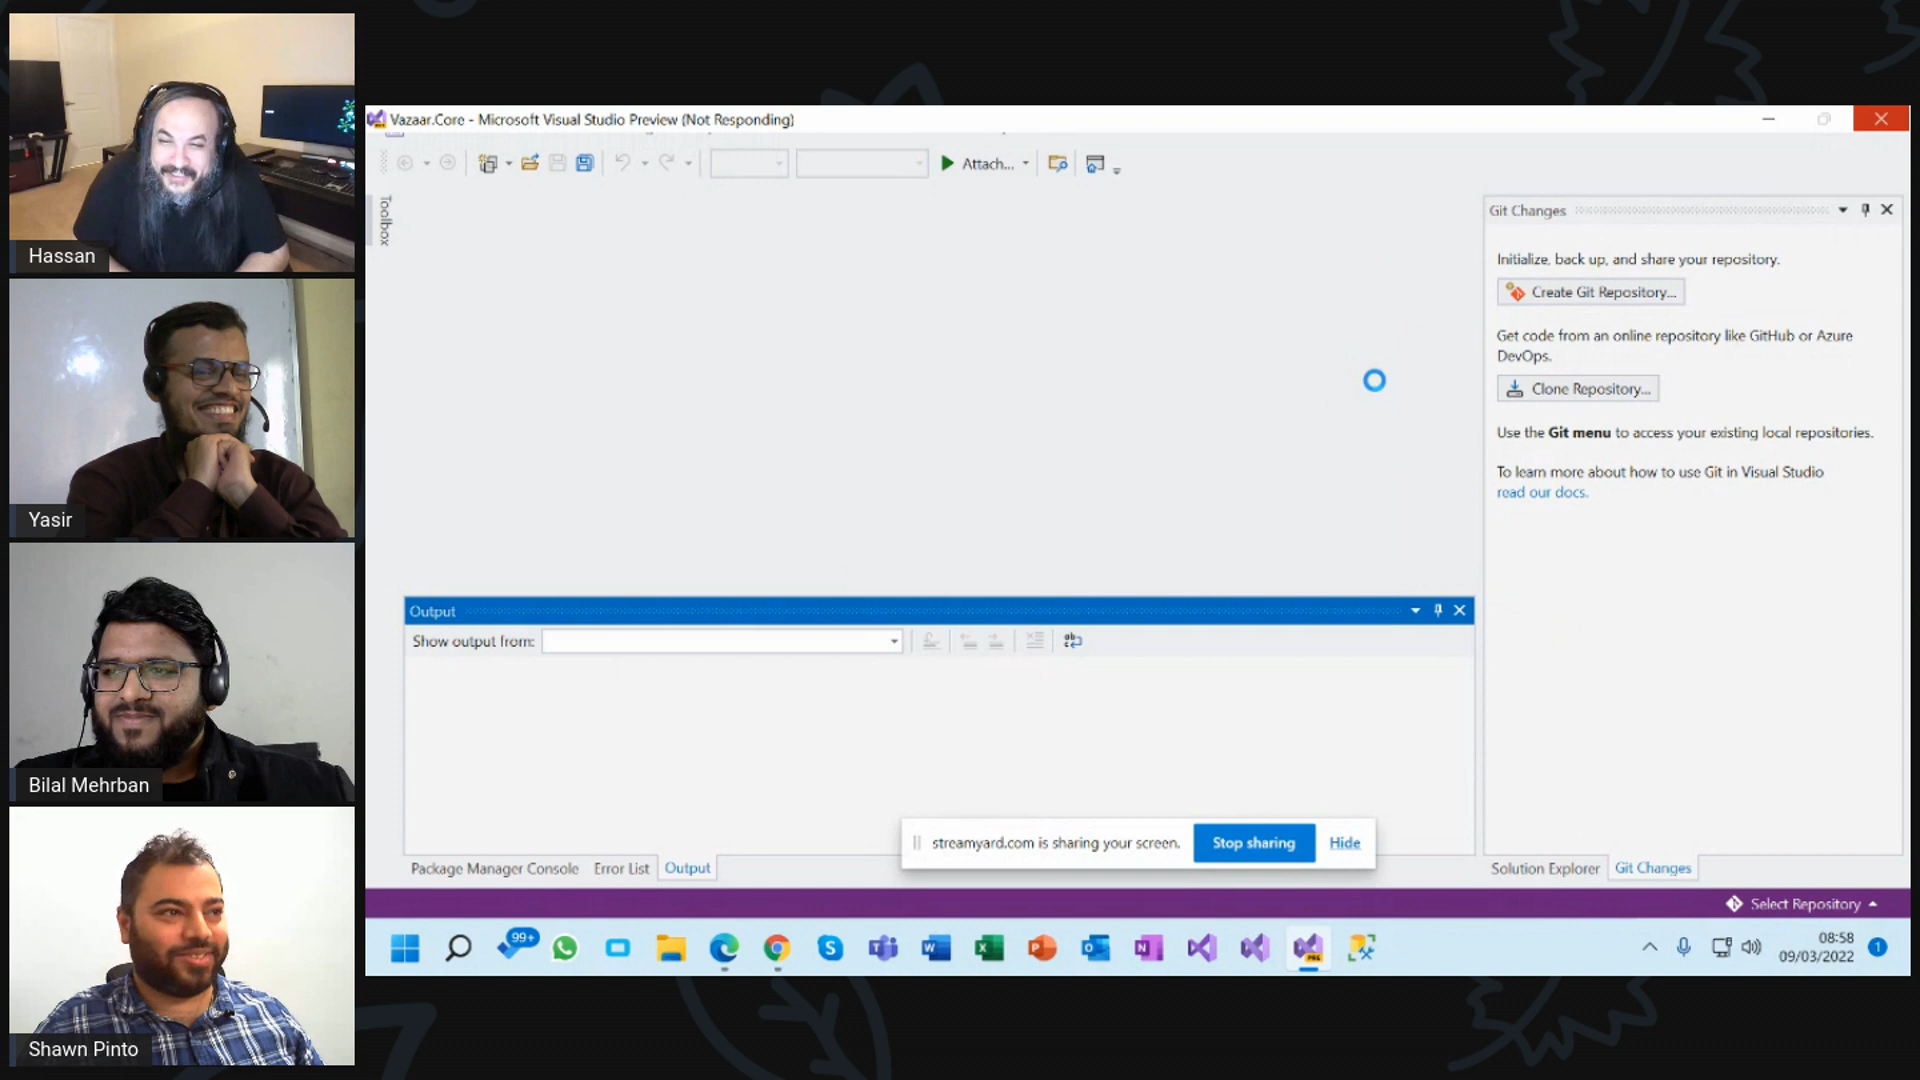 Hassan
Yasir
Bilal Mehrban
Shawn Pinto
Vazaar.Core - Microsoft Visual Studio Preview (Not Responding)
Attach...
Toolbox
Git Changes
Initialize, back up, and share your repository.
Create Git Repository...
Get code from an online repository like GitHub or Azure
DevOps.
Clone Repository...
Use the Git menu to access your existing local repositories.
To learn more about how to use Git in Visual Studio
read our docs.
Output
Show output from:
streamyard.com is sharing your screen.
Stop sharing
Hide
Package Manager Console
Error List
Output
Solution Explorer
Git Changes
Select Repository
99+
08:58
09/03/2022
1